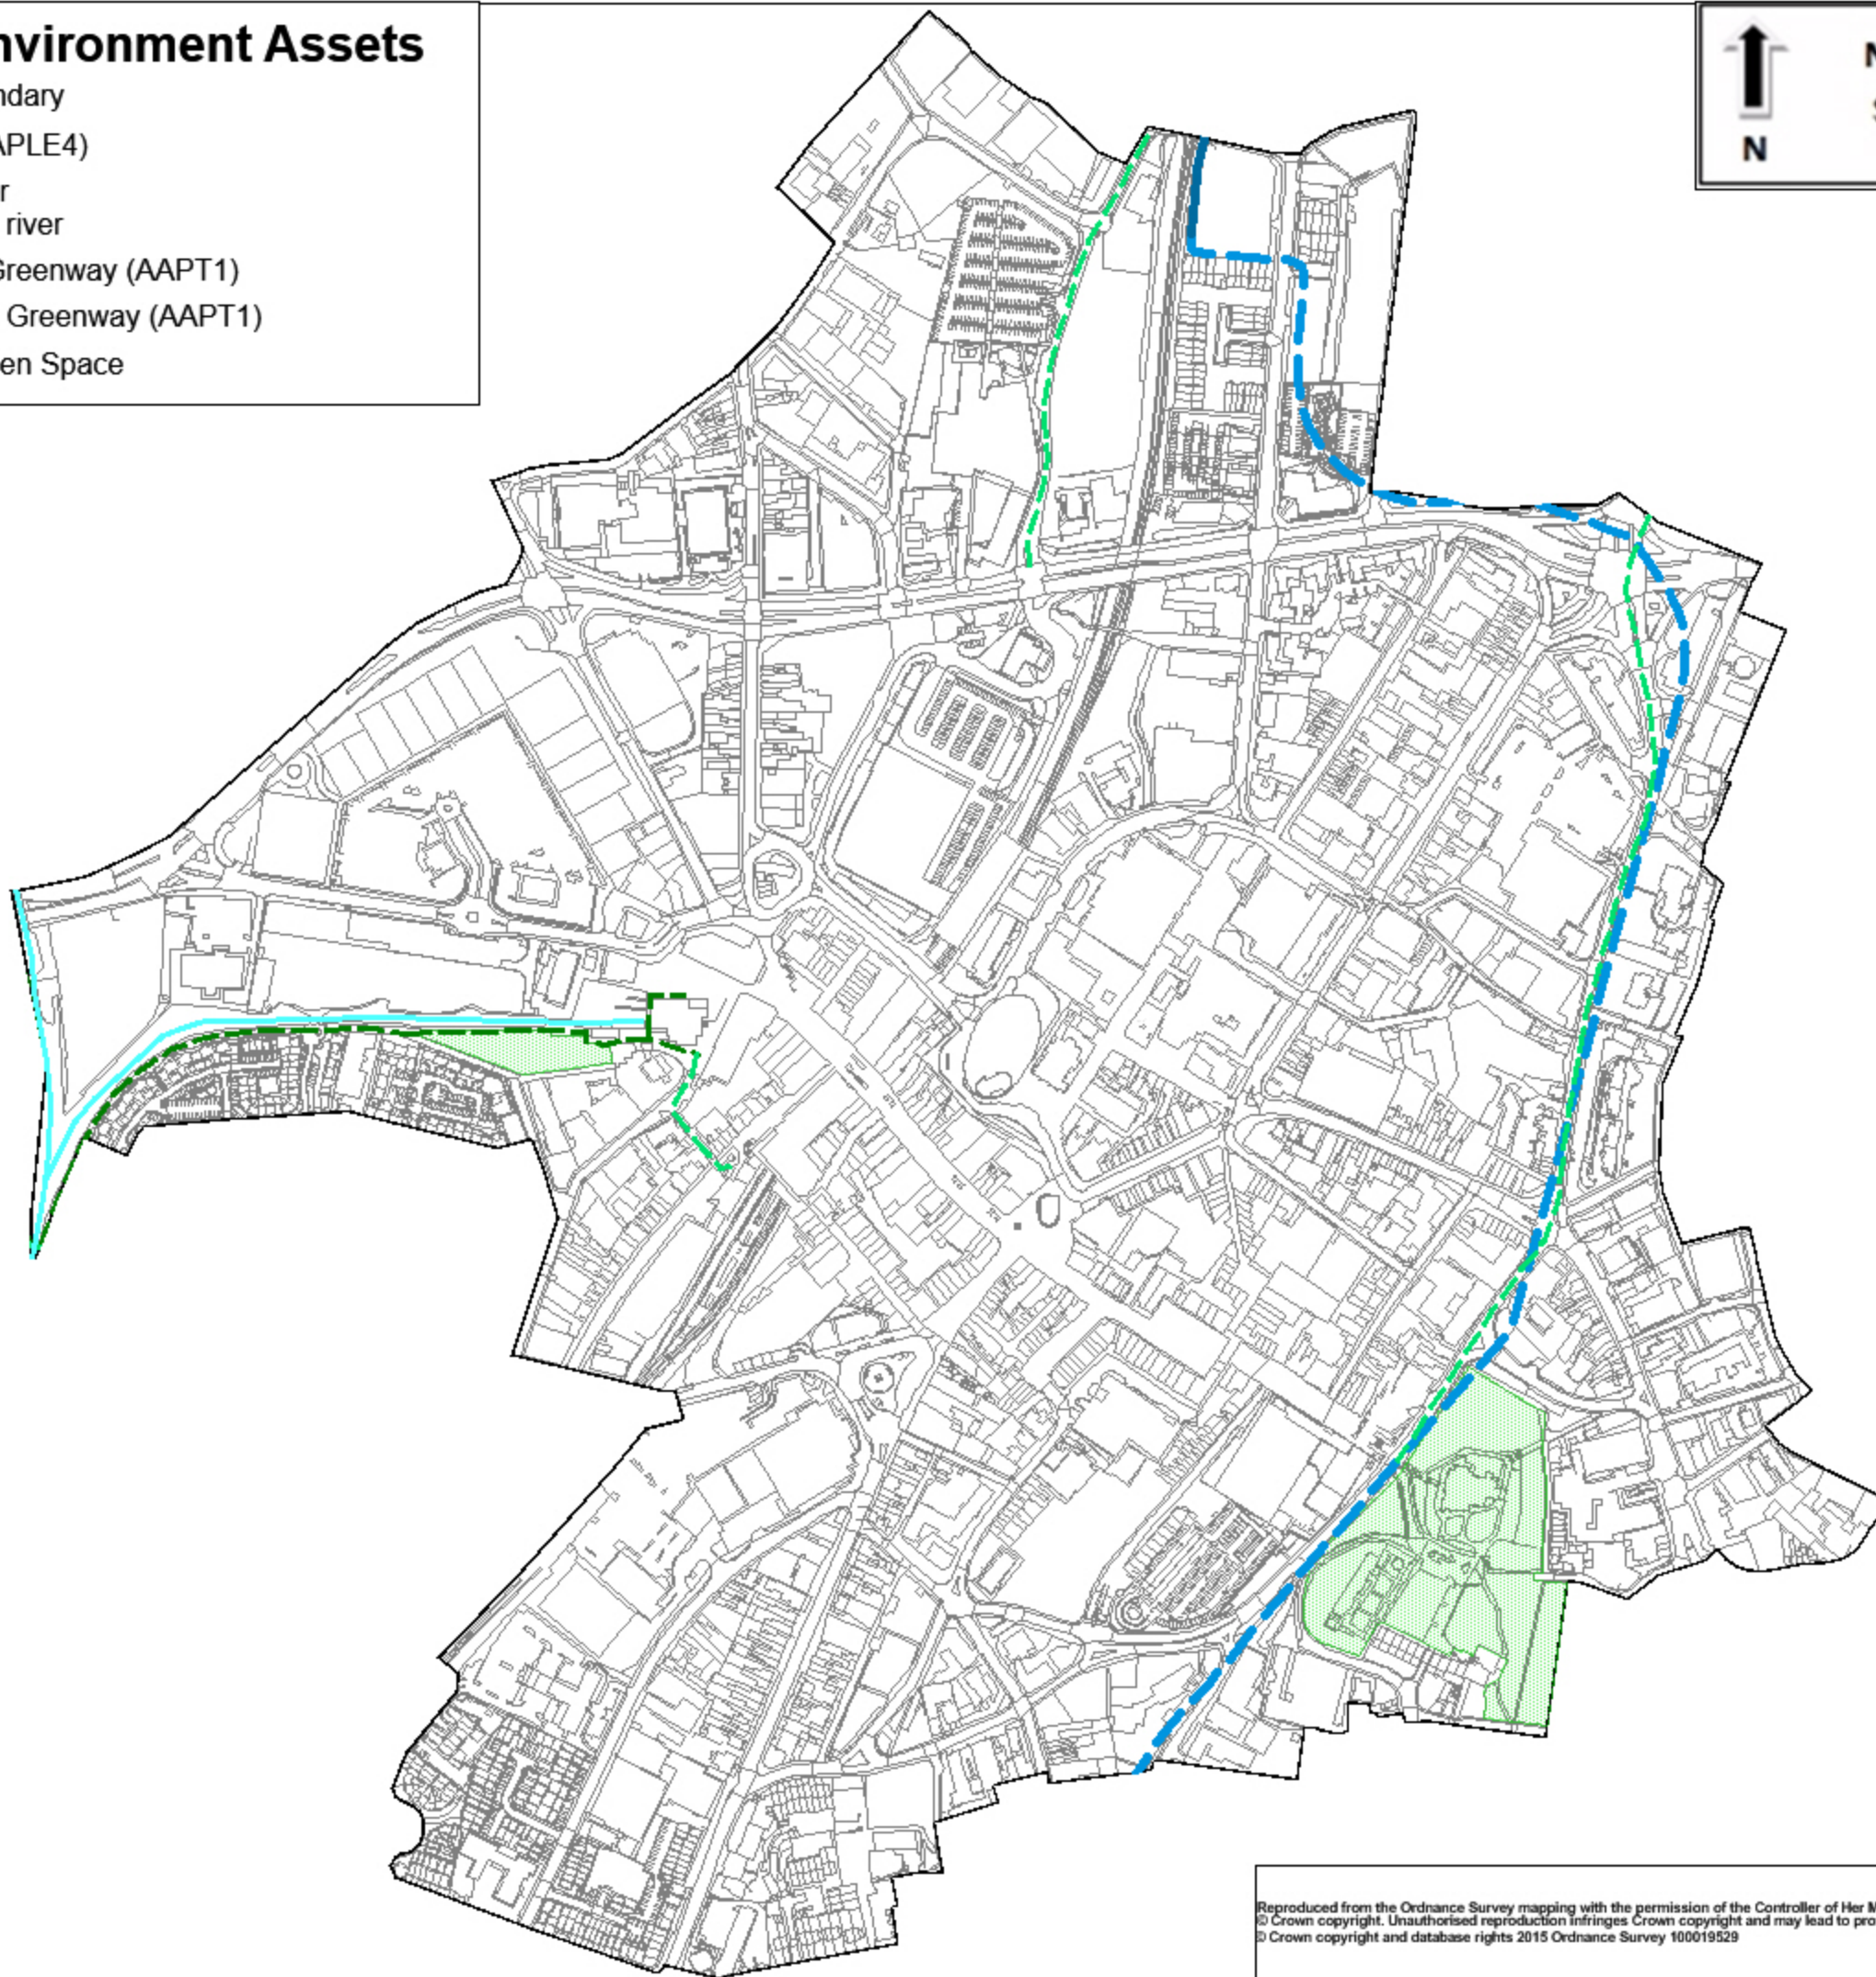 nvironment Assets
ndary
APLE4)
r
river
Greenway (AAPT1)
Greenway (AAPT1)
en Space
N
Reproduced from the Ordnance Survey mapping with the permission of the Controller of Her M
© Crown copyright. Unauthorised reproduction infringes Crown copyright and may lead to pro
© Crown copyright and database rights 2015 Ordnance Survey 100019529